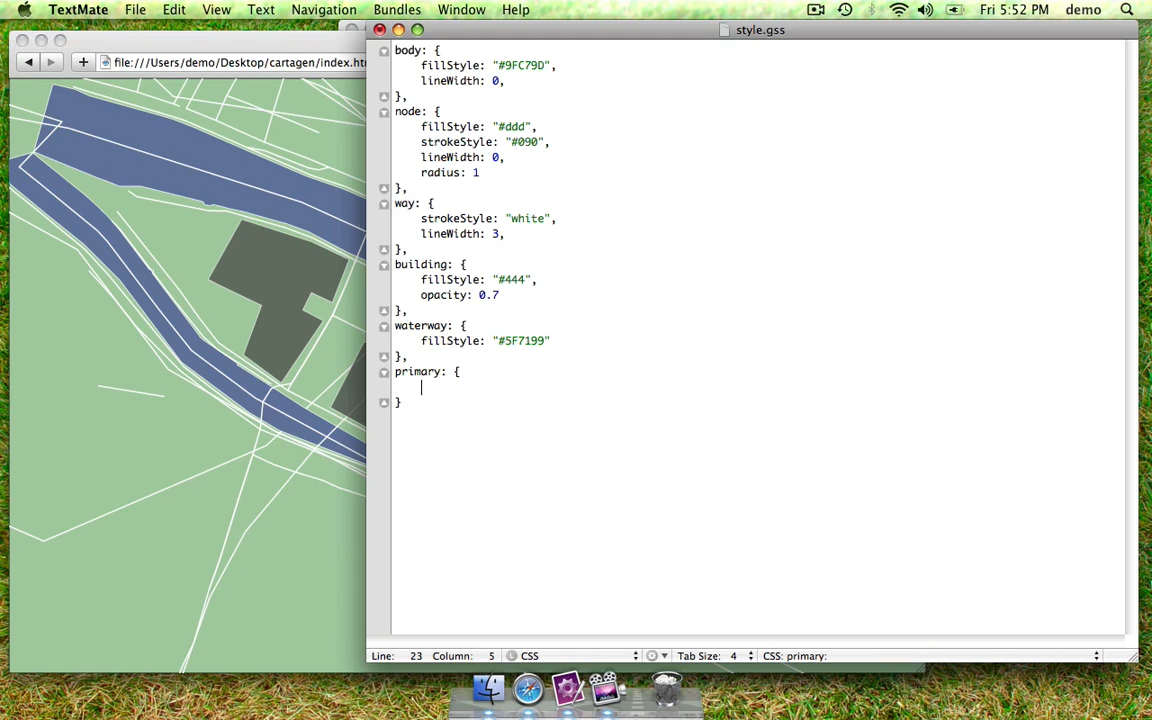 TextMate File Edit View Text Navigation Bundles Window Help Fri 5:52 PM demo
style.gss
file:///Users/demo/Desktop/cartagen/index.htm
body: {
fillStyle: "#9FC79D",
lineWidth: 0,
},
node: {
fillStyle: "#ddd",
strokeStyle: "#090",
lineWidth: 0,
radius: 1
},
way: {
strokeStyle: "white",
lineWidth: 3,
},
building: {
fillStyle: "#444",
opacity: 0.7
},
waterway: {
fillStyle: "#5F7199"
},
primary: {
}
Line: 23 Column: 5 L CSS Tab Size: 4 CSS: primary: